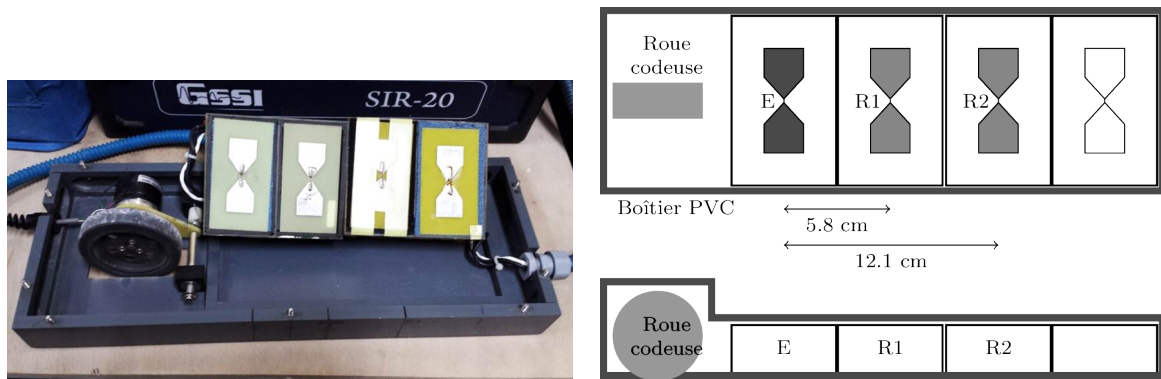 GSSI
SIR-20
Roue
codeuse
E
R1
R2
Boîtier PVC
5.8 cm
12.1 cm
Roue
codeuse
E
R1
R2